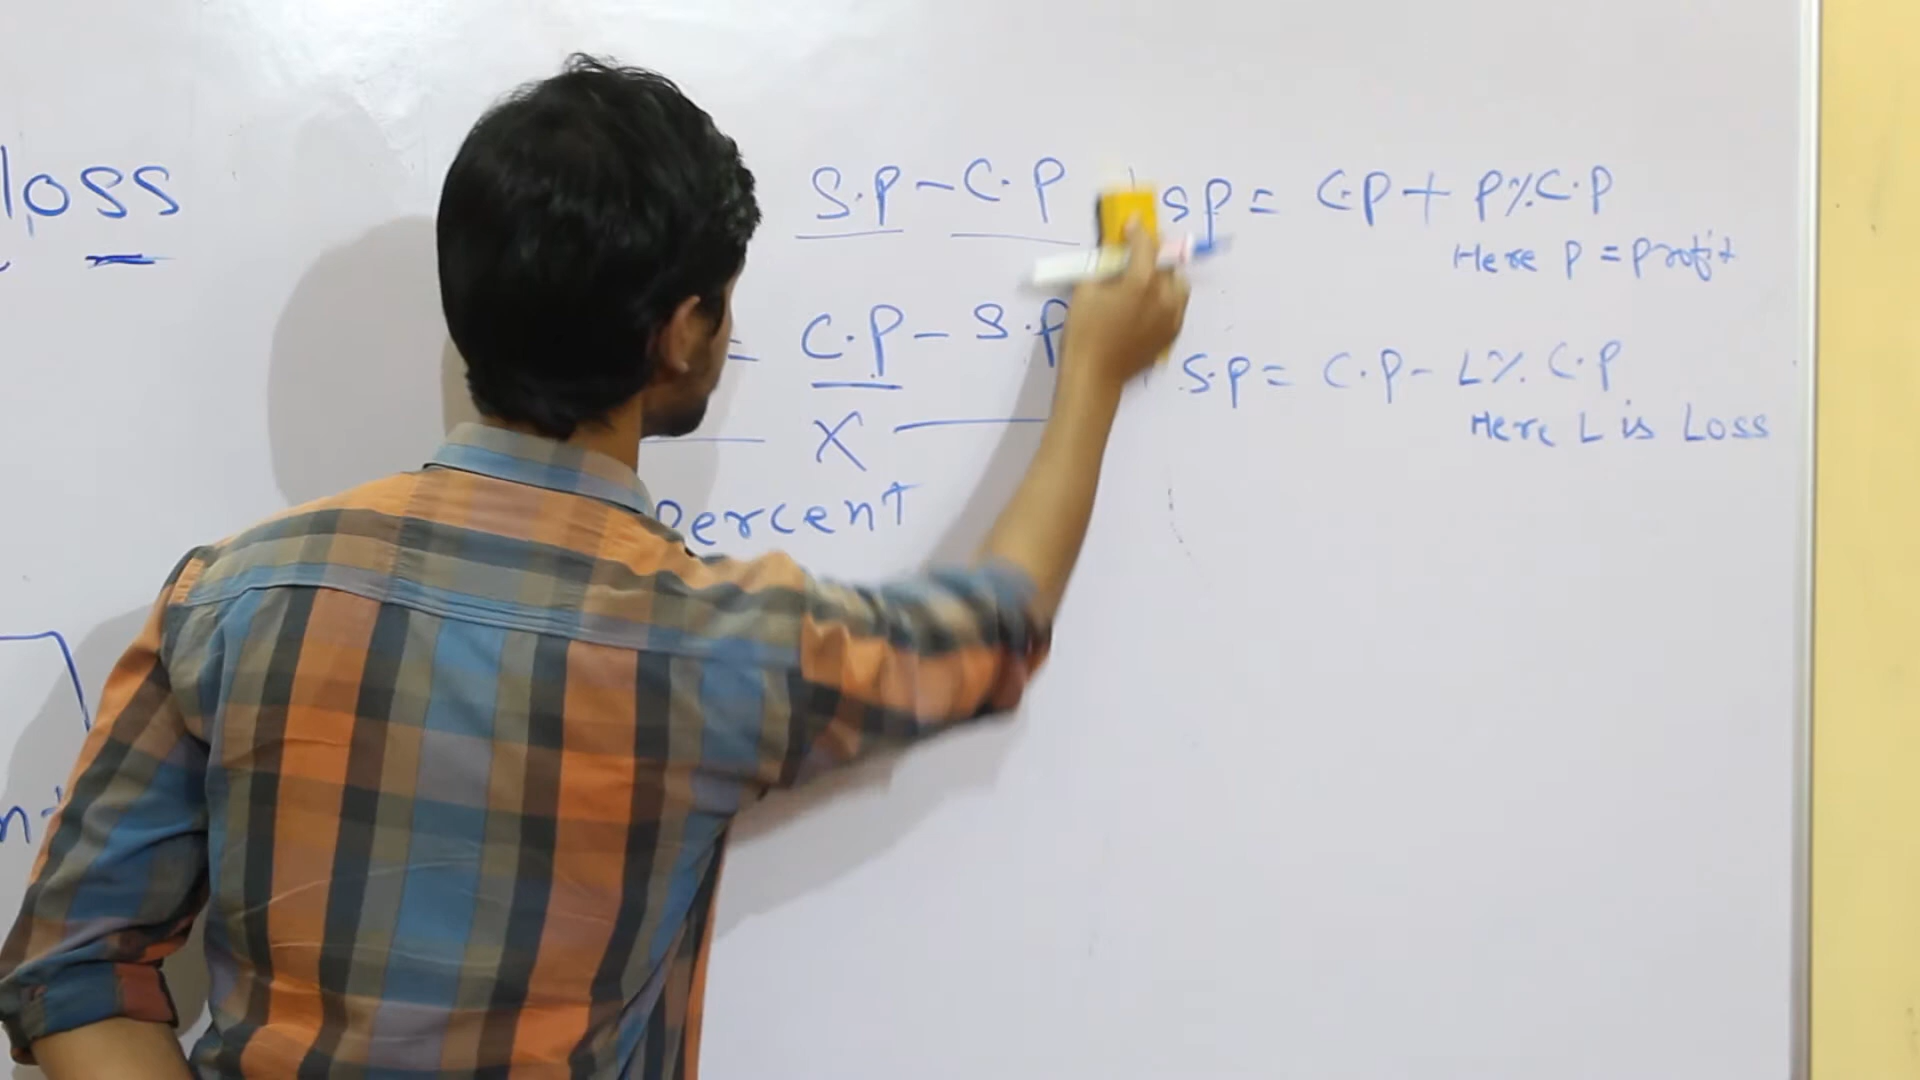 loss
S.P - C.P
= C.P - S.P
X
Percent
SP = C.P + P% C.P
Here P = Profit
S.P = C.P - L% C.P
Here L is Loss